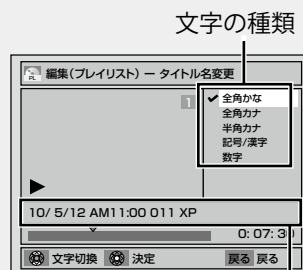 文字の種類
PL 編集(プレイリスト) ー タイトル名変更
1
✔ 全角かな
全角カナ
半角カナ
記号/漢字
数字
10/ 5/12 AM11:00 011 XP
0: 07: 30
文字切換 決定 戻る 戻る